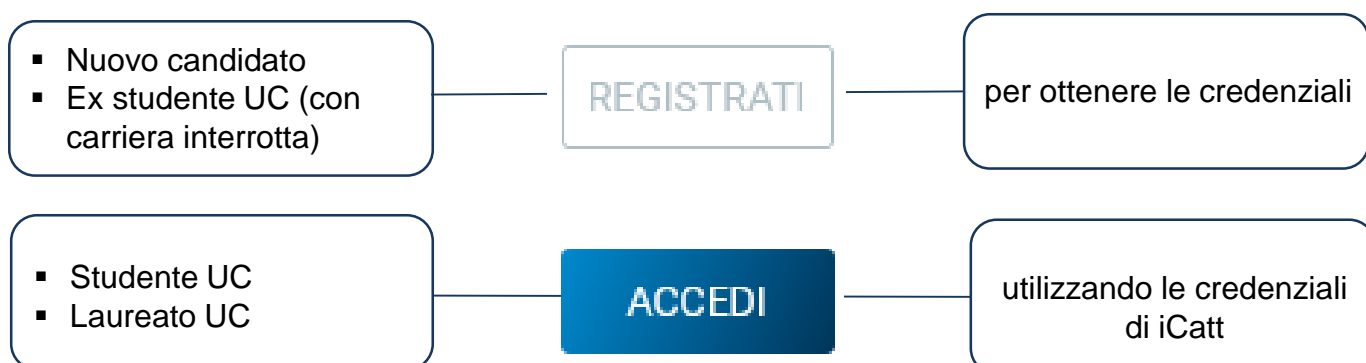 ▪ Nuovo candidato
▪ Ex studente UC (con
carriera interrotta)
REGISTRATI
per ottenere le credenziali
▪ Studente UC
▪ Laureato UC
ACCEDI
utilizzando le credenziali
di iCatt